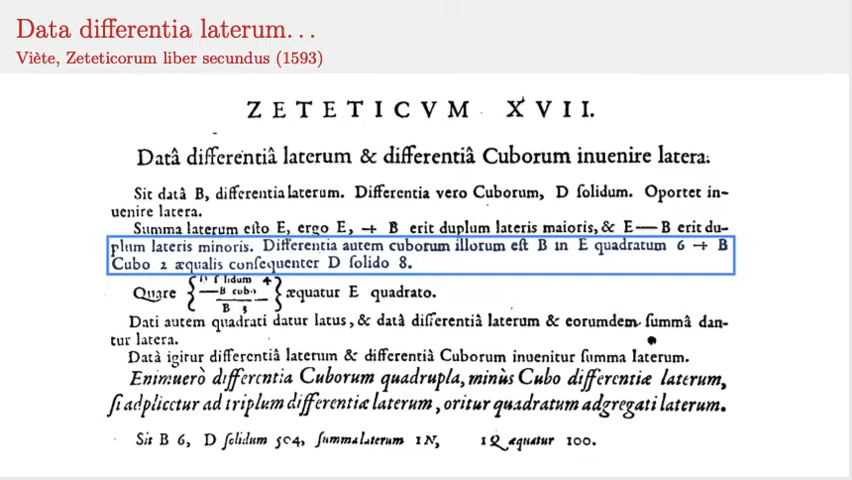 Data differentia laterum...
Viète, Zeteticorum liber secundus (1593)
ZETETICVM XVII.
Datâ differentiâ laterum & differentiâ Cuborum inuenire latera.
Sit datâ B, differentia laterum. Differentia vero Cuborum, D ſolidum. Oportet in-
uenire latera.
Summa laterum eſto E, ergo E, + B erit duplum lateris maioris, & E — B erit du-
plum lateris minoris. Differentia autem cuborum illorum eſt B in E quadratum 6 + B
Cubo 2 æqualis conſequenter D ſolido 8.
D ſolidum 4
Quare { — B cubo } æquatur E quadrato.
B 3
Dati autem quadrati datur latus, & datâ differentiâ laterum & eorumdem ſummâ dan-
tur latera.
Datâ igitur differentiâ laterum & differentiâ Cuborum inuenitur ſumma laterum.
Enimuerò differentia Cuborum quadrupla, minùs Cubo differentiæ laterum,
ſi adplicetur ad triplum differentiæ laterum, oritur quadratum adgregati laterum.
Sit B 6, D ſolidum 504, ſumma laterum 1N, 1Q æquatur 100.